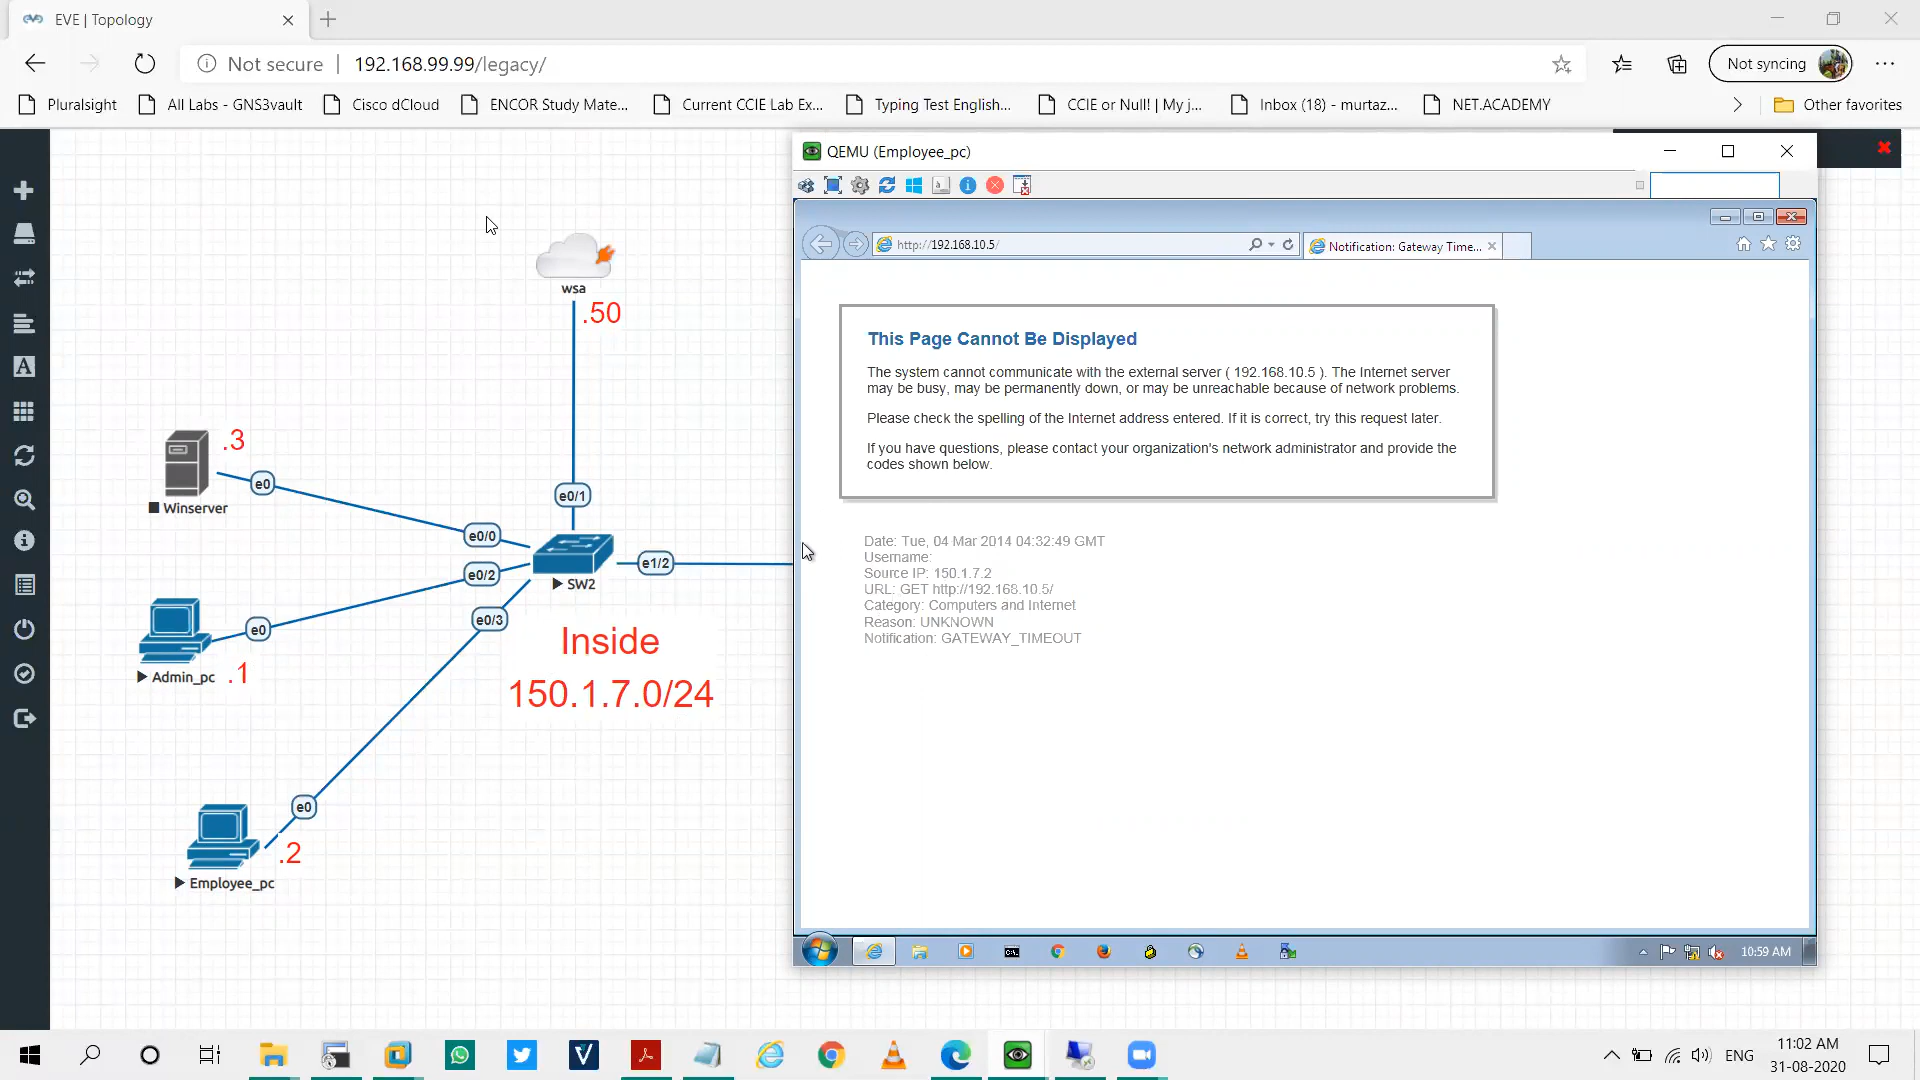 EVE | Topology
Not secure
192.168.99.99/legacy/
Not syncing
Pluralsight
All Labs - GNS3vault
Cisco dCloud
ENCOR Study Mate...
Current CCIE Lab Ex...
Typing Test English...
CCIE or Null! | My j...
Inbox (18) - murtaz...
NET.ACADEMY
Other favorites
wsa
.50
.3
e0
Winserver
e0/1
e0/0
e0/2
SW2
e1/2
e0/3
e0
Admin_pc
.1
Inside
150.1.7.0/24
e0
.2
Employee_pc
QEMU (Employee_pc)
http://192.168.10.5/
Notification: Gateway Time...
This Page Cannot Be Displayed
The system cannot communicate with the external server ( 192.168.10.5 ). The Internet server
may be busy, may be permanently down, or may be unreachable because of network problems.
Please check the spelling of the Internet address entered. If it is correct, try this request later.
If you have questions, please contact your organization's network administrator and provide the
codes shown below.
Date: Tue, 04 Mar 2014 04:32:49 GMT
Username:
Source IP: 150.1.7.2
URL: GET http://192.168.10.5/
Category: Computers and Internet
Reason: UNKNOWN
Notification: GATEWAY_TIMEOUT
10:59 AM
ENG
11:02 AM
31-08-2020